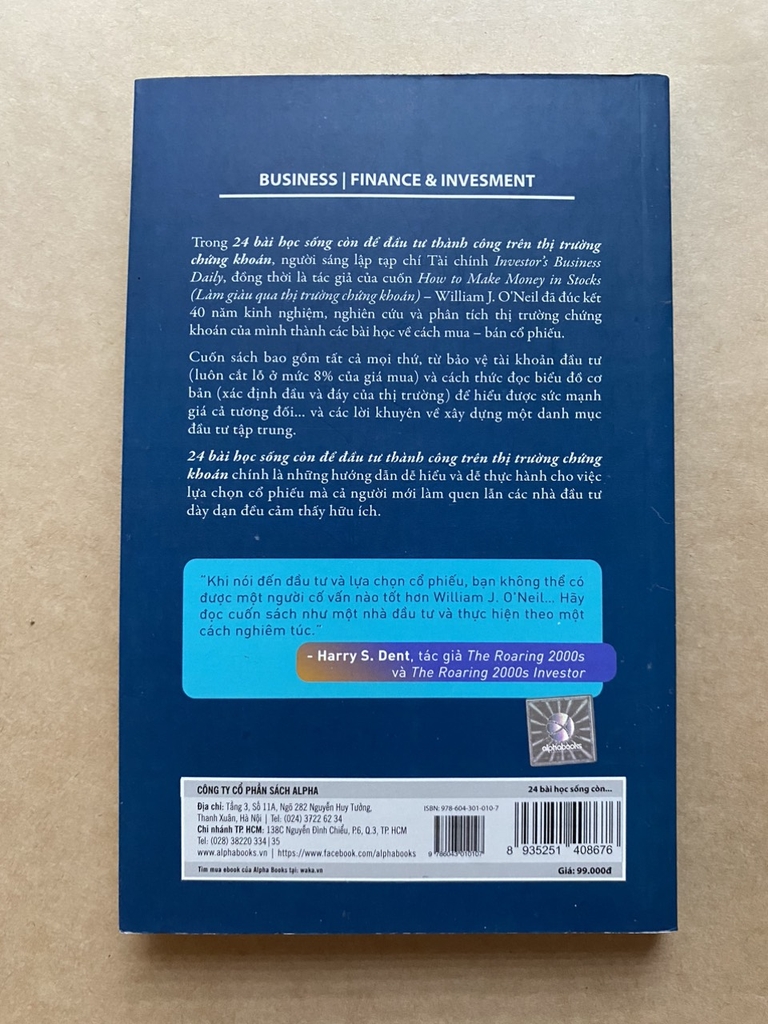 BUSINESS | FINANCE & INVESMENT
Trong 24 bài học sống còn để đầu tư thành công trên thị trường
chứng khoán, người sáng lập tạp chí Tài chính Investor's Business
Daily, đồng thời là tác giả của cuốn How to Make Money in Stocks
(Làm giàu qua thị trường chứng khoán) – William J. O'Neil đã đúc kết
40 năm kinh nghiệm, nghiên cứu và phân tích thị trường chứng
khoán của mình thành các bài học về cách mua – bán cổ phiếu.
Cuốn sách bao gồm tất cả mọi thứ, từ bảo vệ tài khoản đầu tư
(luôn cắt lỗ ở mức 8% của giá mua) và cách thức đọc biểu đồ cơ
bản (xác định đầu và đáy của thị trường) để hiểu được sức mạnh
giá cả tương đối... và các lời khuyên về xây dựng một danh mục
đầu tư tập trung.
24 bài học sống còn để đầu tư thành công trên thị trường chứng
khoán chính là những hướng dẫn dễ hiểu và dễ thực hành cho việc
lựa chọn cổ phiếu mà cả người mới làm quen lẫn các nhà đầu tư
dày dạn đều cảm thấy hữu ích.
"Khi nói đến đầu tư và lựa chọn cổ phiếu, bạn không thể có
được một người cố vấn nào tốt hơn William J. O'Neil... Hãy
đọc cuốn sách như một nhà đầu tư và thực hiện theo một
cách nghiêm túc."
- Harry S. Dent, tác giả The Roaring 2000s
và The Roaring 2000s Investor
alphabooks
CÔNG TY CỔ PHẦN SÁCH ALPHA
24 bài học sống còn...
Địa chỉ: Tầng 3, Số 11A, Ngõ 282 Nguyễn Huy Tưởng,
Thanh Xuân, Hà Nội | Tel: (024) 3722 62 34
Chi nhánh TP. HCM: 138C Nguyễn Đình Chiểu, P.6, Q.3, TP. HCM
Tel: (028) 38220 334 | 35
www.alphabooks.vn | https://www.facebook.com/alphabooks
ISBN: 978-604-301-010-7
9 786043 010107
8 935251 408676
Tìm mua ebook của Alpha Books tại: waka.vn
Giá: 99.000đ